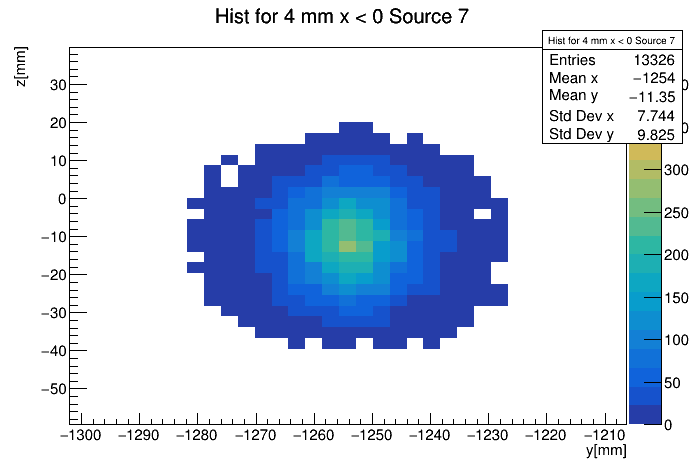 Hist for 4 mm x < 0 Source 7
Hist for 4 mm x < 0 Source 7
Entries 13326
Mean x −1254
Mean y −11.35
Std Dev x 7.744
Std Dev y 9.825
z[mm]
30
20
10
0
−10
−20
−30
−40
−50
300
250
200
150
100
50
0
−1300 −1290 −1280 −1270 −1260 −1250 −1240 −1230 −1220 −1210
y[mm]